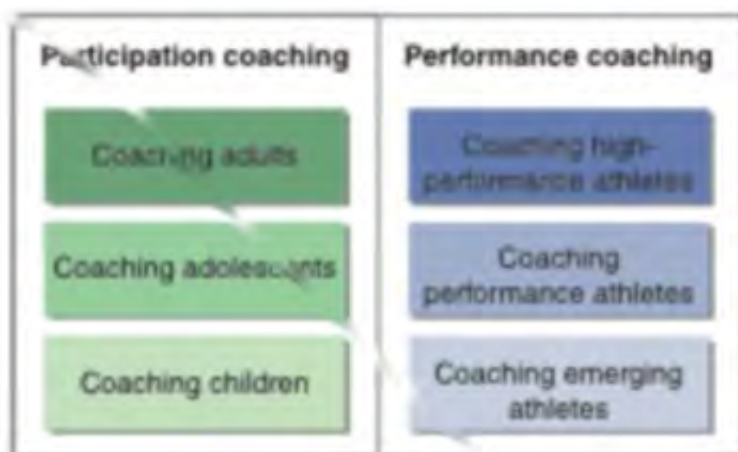 Participation coaching
Coaching adults
Coaching adolescents
Coaching children
Performance coaching
Coaching high-
performance athletes
Coaching
performance athletes
Coaching emerging
athletes